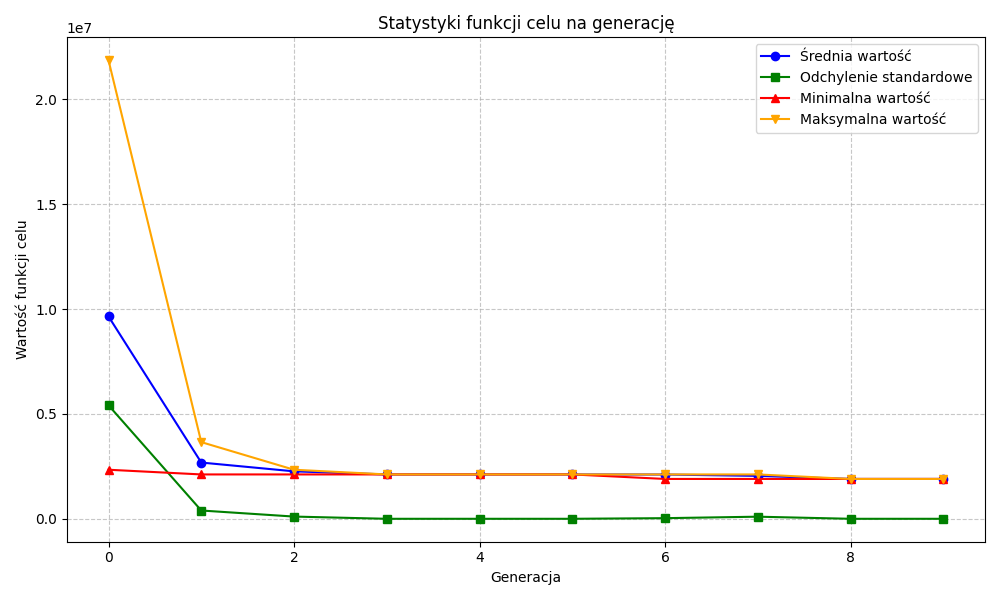 Statystyki funkcji celu na generację
1e7
Średnia wartość
Odchylenie standardowe
Minimalna wartość
Maksymalna wartość
Wartość funkcji celu
2.0
1.5
1.0
0.5
0.0
0 2 4 6 8
Generacja